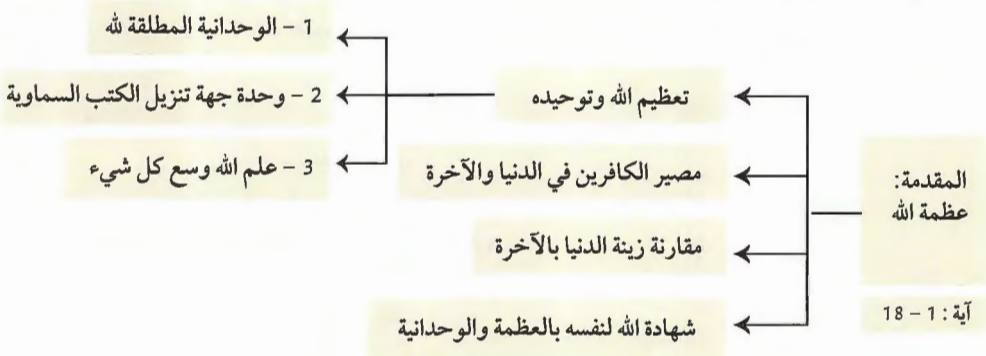 المقدمة:
عظمة الله
آية : 1 – 18
تعظيم الله وتوحيده
1 – الوحدانية المطلقة لله
2 – وحدة جهة تنزيل الكتب السماوية
3 – علم الله وسع كل شيء
مصير الكافرين في الدنيا والآخرة
مقارنة زينة الدنيا بالآخرة
شهادة الله لنفسه بالعظمة والوحدانية